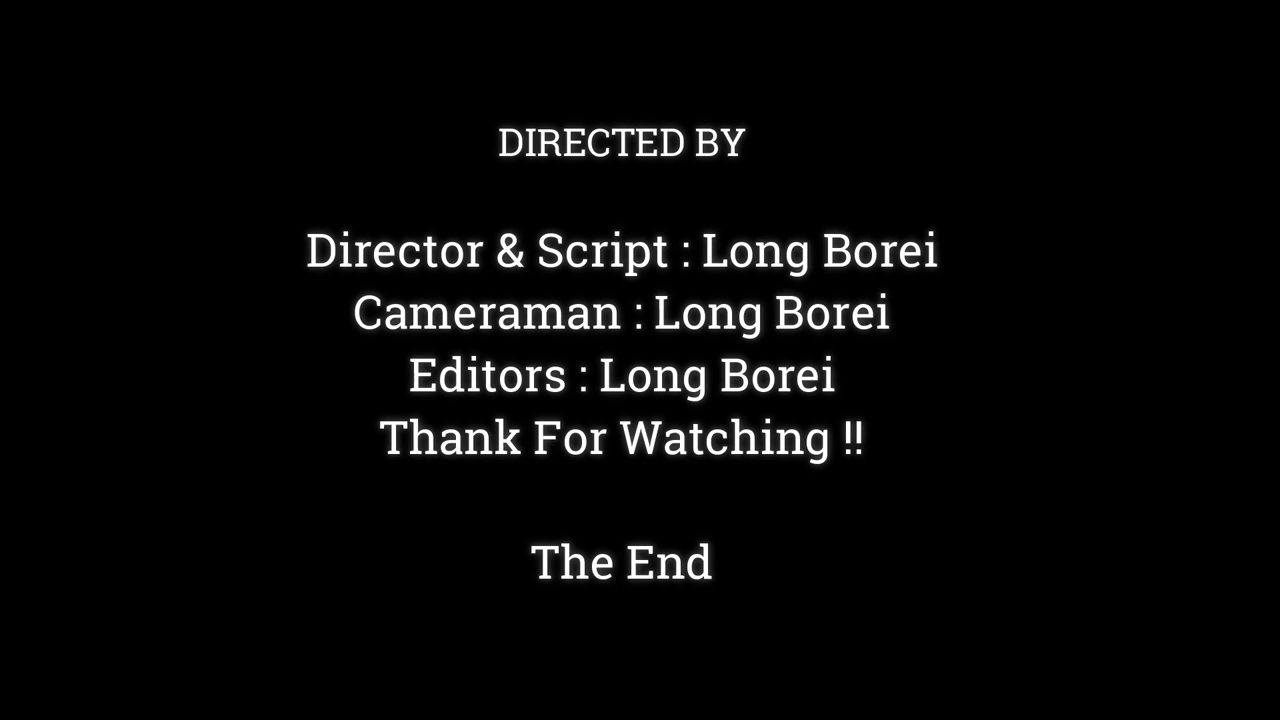 DIRECTED BY
Director & Script : Long Borei
Cameraman : Long Borei
Editors : Long Borei
Thank For Watching !!
The End